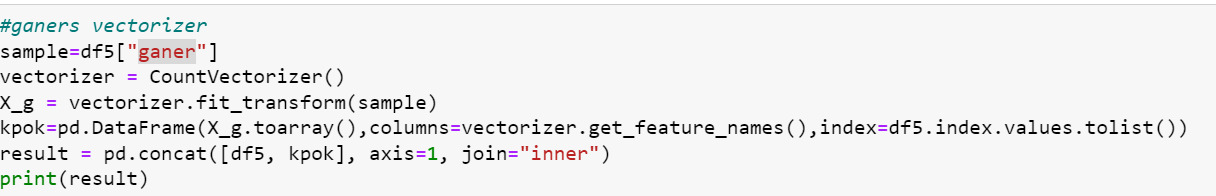 #ganers vectorizer
sample=df5["ganer"]
vectorizer = CountVectorizer()
X_g = vectorizer.fit_transform(sample)
kpok=pd.DataFrame(X_g.toarray(),columns=vectorizer.get_feature_names(),index=df5.index.values.tolist())
result = pd.concat([df5, kpok], axis=1, join="inner")
print(result)